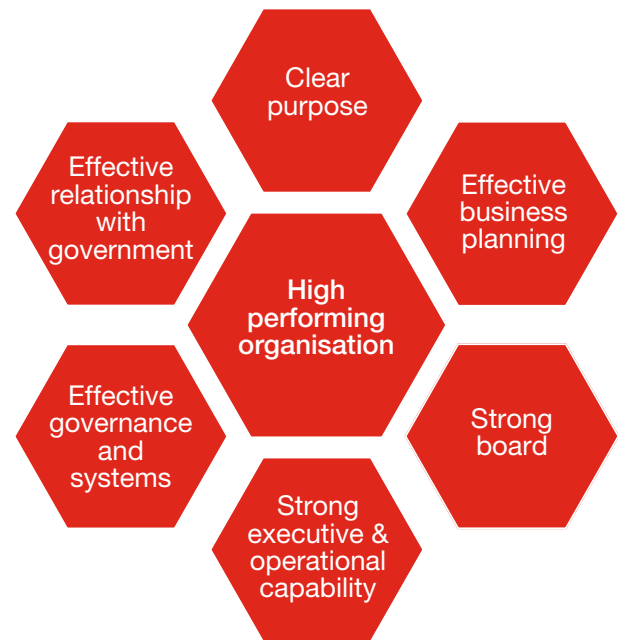 Clear
purpose
Effective
relationship
with
government
Effective
business
planning
High
performing
organisation
Effective
governance
and
systems
Strong
board
Strong
executive &
operational
capability